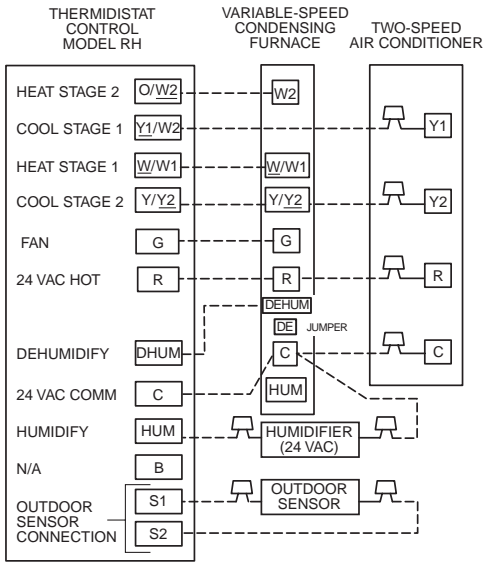 THERMIDISTAT
CONTROL
MODEL RH
VARIABLE-SPEED
CONDENSING
FURNACE
TWO-SPEED
AIR CONDITIONER
HEAT STAGE 2 O/W2 W2
COOL STAGE 1 Y1/W2 Y1
HEAT STAGE 1 W/W1 W/W1
COOL STAGE 2 Y/Y2 Y/Y2 Y2
FAN G G
24 VAC HOT R R R
DEHUM
DE JUMPER
DEHUMIDIFY DHUM C C
24 VAC COMM C HUM
HUMIDIFY HUM HUMIDIFIER
(24 VAC)
N/A B
OUTDOOR
SENSOR
CONNECTION
S1
S2
OUTDOOR
SENSOR